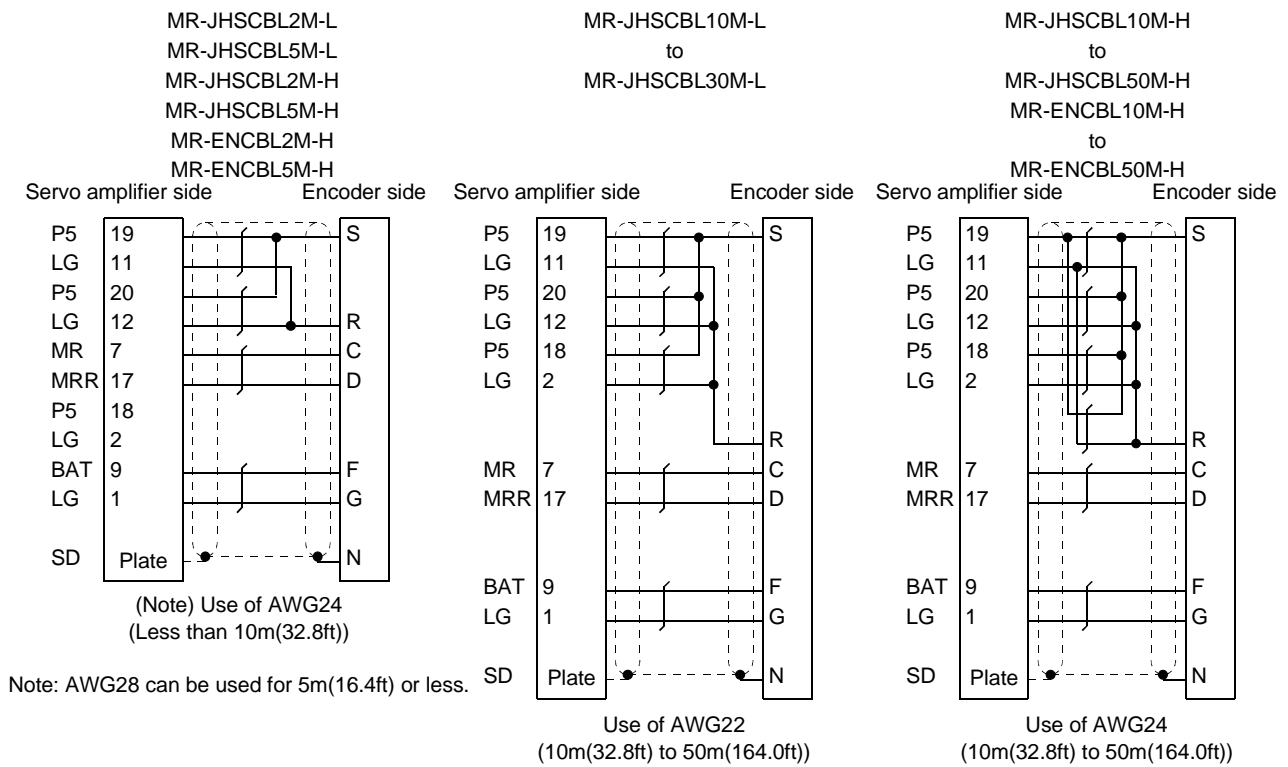 MR-JHSCBL2M-L
MR-JHSCBL5M-L
MR-JHSCBL2M-H
MR-JHSCBL5M-H
MR-ENCBL2M-H
MR-ENCBL5M-H
Servo amplifier side Encoder side
P5 19 S
LG 11
P5 20
LG 12 R
MR 7 C
MRR 17 D
P5 18
LG 2
BAT 9 F
LG 1 G
SD Plate N
(Note) Use of AWG24
(Less than 10m(32.8ft))
Note: AWG28 can be used for 5m(16.4ft) or less.
MR-JHSCBL10M-L
to
MR-JHSCBL30M-L
Servo amplifier side Encoder side
P5 19 S
LG 11
P5 20
LG 12
P5 18
LG 2
R
MR 7 C
MRR 17 D
BAT 9 F
LG 1 G
SD Plate N
Use of AWG22
(10m(32.8ft) to 50m(164.0ft))
MR-JHSCBL10M-H
to
MR-JHSCBL50M-H
MR-ENCBL10M-H
to
MR-ENCBL50M-H
Servo amplifier side Encoder side
P5 19 S
LG 11
P5 20
LG 12
P5 18
LG 2
R
MR 7 C
MRR 17 D
BAT 9 F
LG 1 G
SD Plate N
Use of AWG24
(10m(32.8ft) to 50m(164.0ft))